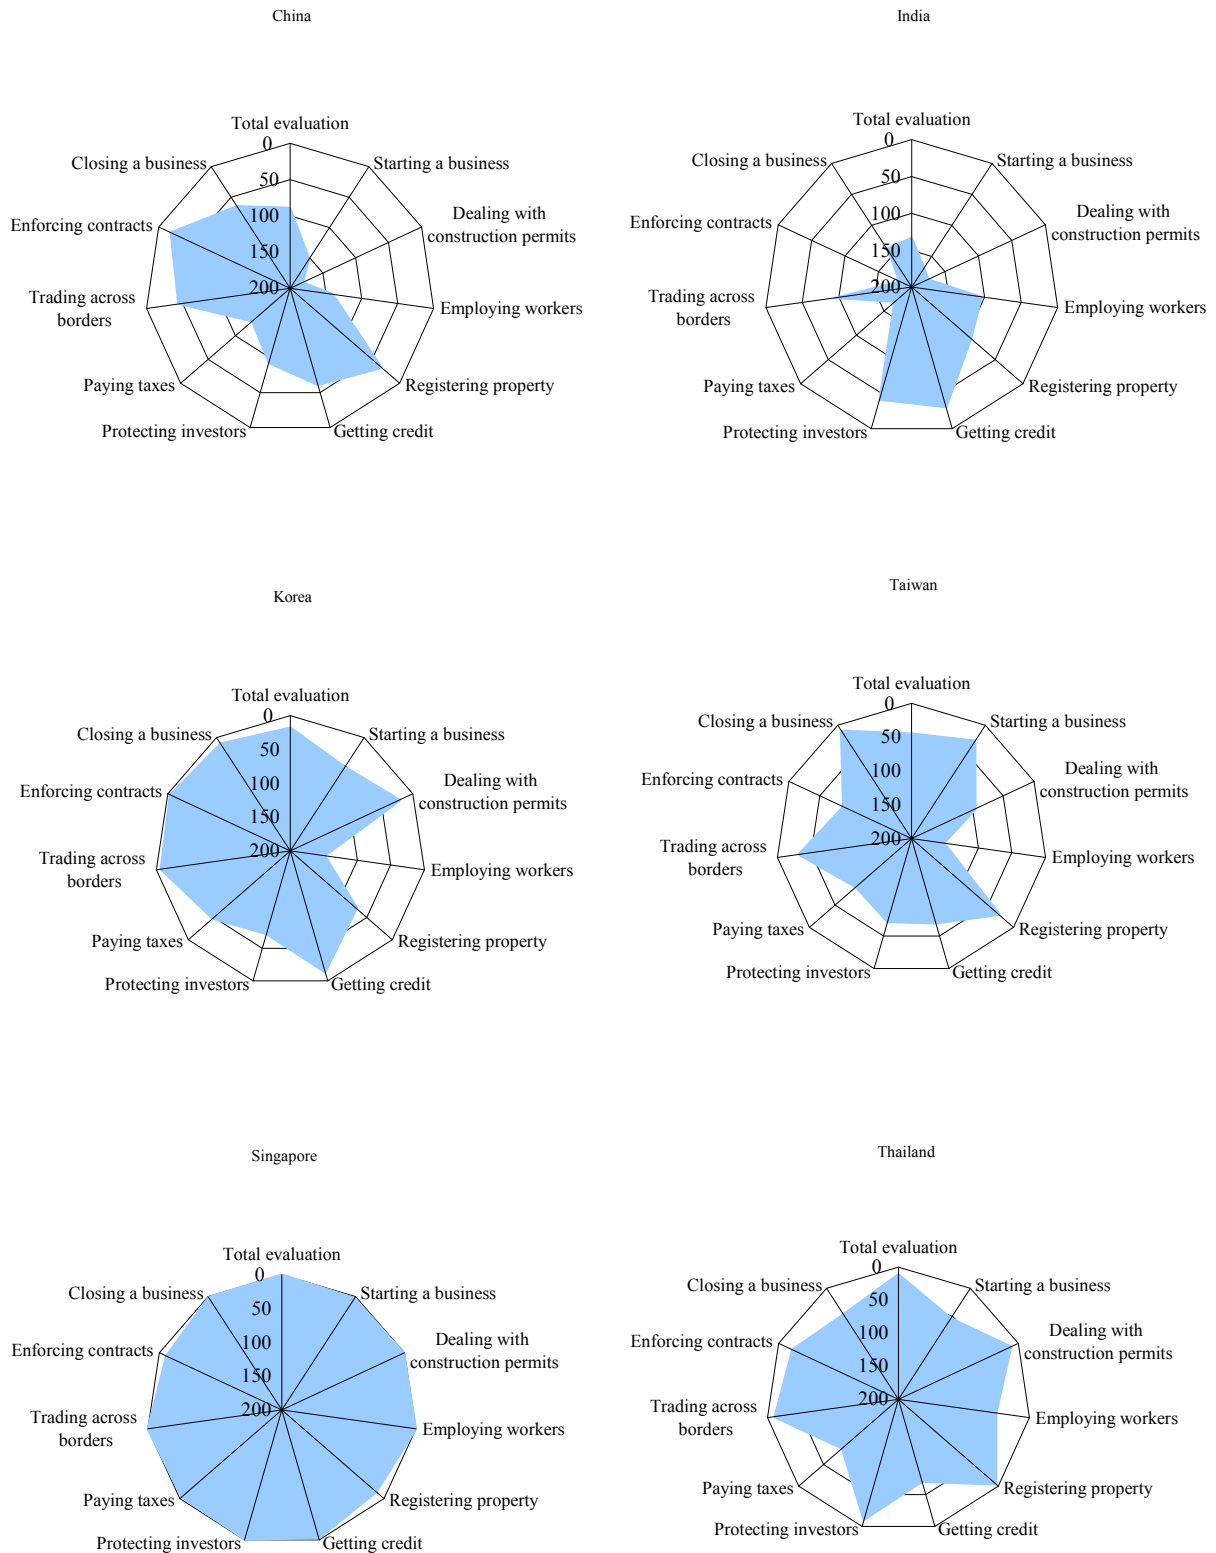 China
Total evaluation
0
50
100
150
200
Closing a business
Starting a business
Enforcing contracts
Dealing with
construction permits
Trading across
borders
Employing workers
Paying taxes
Registering property
Protecting investors
Getting credit
India
Total evaluation
0
50
100
150
200
Closing a business
Starting a business
Enforcing contracts
Dealing with
construction permits
Trading across
borders
Employing workers
Paying taxes
Registering property
Protecting investors
Getting credit
Korea
Total evaluation
0
50
100
150
200
Closing a business
Starting a business
Enforcing contracts
Dealing with
construction permits
Trading across
borders
Employing workers
Paying taxes
Registering property
Protecting investors
Getting credit
Taiwan
Total evaluation
0
50
100
150
200
Closing a business
Starting a business
Enforcing contracts
Dealing with
construction permits
Trading across
borders
Employing workers
Paying taxes
Registering property
Protecting investors
Getting credit
Singapore
Total evaluation
0
50
100
150
200
Closing a business
Starting a business
Enforcing contracts
Dealing with
construction permits
Trading across
borders
Employing workers
Paying taxes
Registering property
Protecting investors
Getting credit
Thailand
Total evaluation
0
50
100
150
200
Closing a business
Starting a business
Enforcing contracts
Dealing with
construction permits
Trading across
borders
Employing workers
Paying taxes
Registering property
Protecting investors
Getting credit